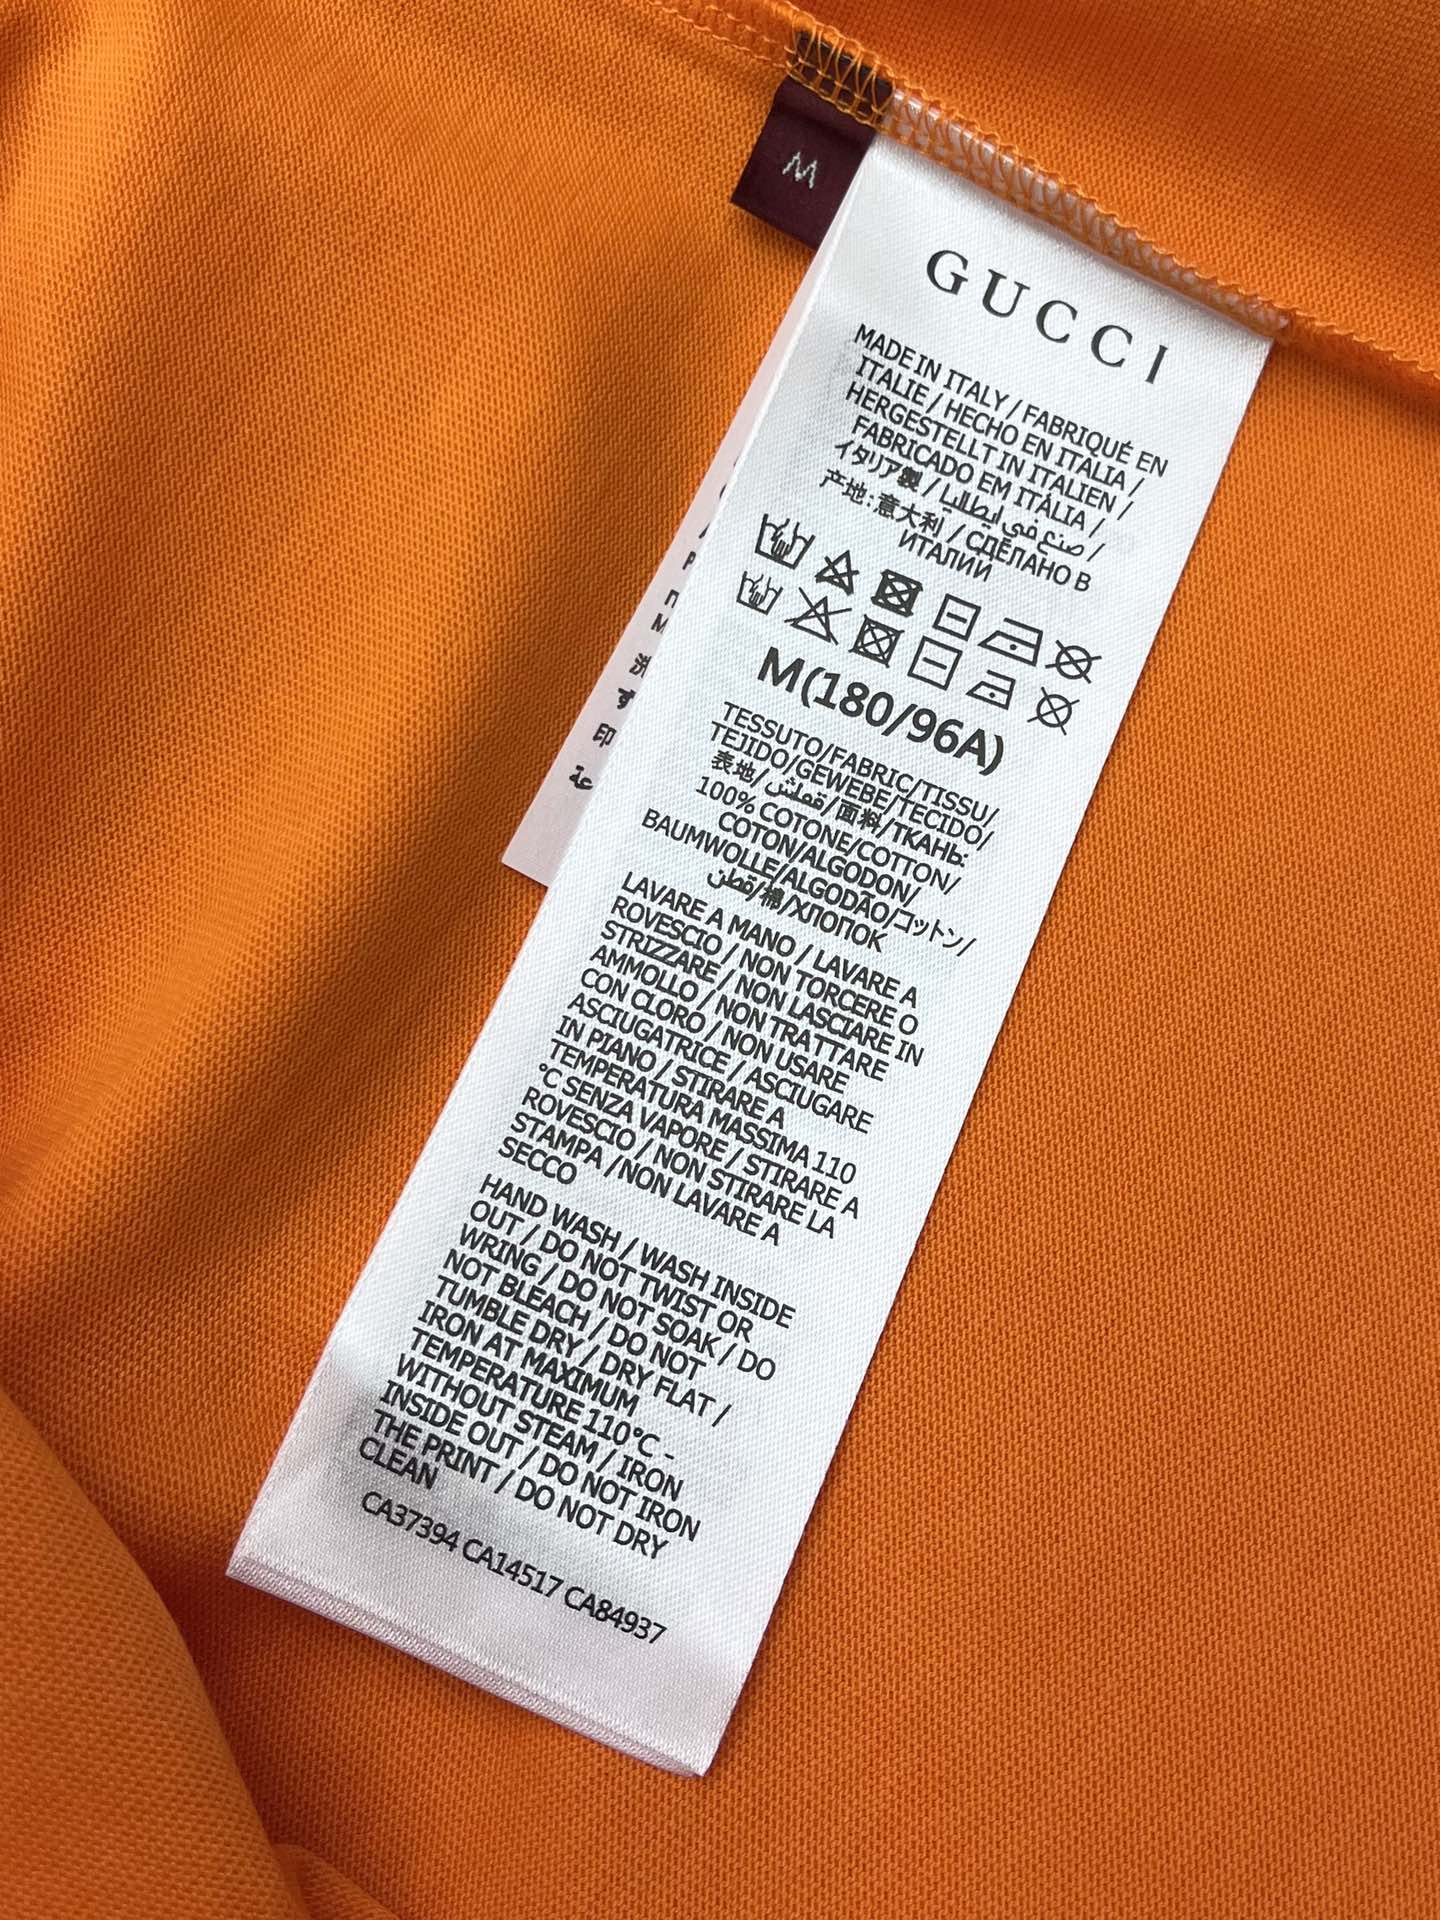 M
GUCCI
MADE IN ITALY / FABRIQUÉ EN
ITALIE / HECHO EN ITALIA /
HERGESTELLT IN ITALIEN /
FABRICADO EM ITÁLIA /
イタリア製 / صنع في ايطاليا /
产地: 意大利 / СДЕЛАНО В
ИТАЛИИ
M(180/96A)
TESSUTO/FABRIC/TISSU/
TEJIDO/GEWEBE/TECIDO/
表地/قماش/面料/ТКАНЬ:
100% COTONE/COTTON/
COTON/ALGODON/
BAUMWOLLE/ALGODÃO/コットン/
قطن/棉/ХЛОПОК
LAVARE A MANO / LAVARE A
ROVESCIO / NON TORCERE O
STRIZZARE / NON LASCIARE IN
AMMOLLO / NON TRATTARE
CON CLORO / NON USARE
ASCIUGATRICE / ASCIUGARE
IN PIANO / STIRARE A
TEMPERATURA MASSIMA 110
°C SENZA VAPORE / STIRARE A
ROVESCIO / NON STIRARE LA
STAMPA /NON LAVARE A
SECCO
HAND WASH / WASH INSIDE
OUT / DO NOT TWIST OR
WRING / DO NOT SOAK / DO
NOT BLEACH / DO NOT
TUMBLE DRY / DRY FLAT /
IRON AT MAXIMUM
TEMPERATURE 110°C -
WITHOUT STEAM / IRON
INSIDE OUT / DO NOT IRON
THE PRINT / DO NOT DRY
CLEAN
CA37394 CA14517 CA84937